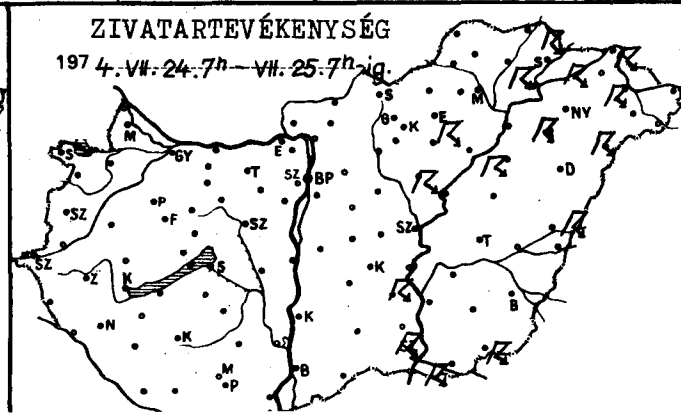 ZIVATARTEVÉKENYSÉG
1974.VII.24.7h-VII.25.7h-ig.
S
M
S
M
S
G
K
E
NY
M
S
GY
E
T
SZ
BP
D
P
F
SZ
SZ
SZ
T
SZ
Z
K
S
K
B
N
K
K
M
P
B